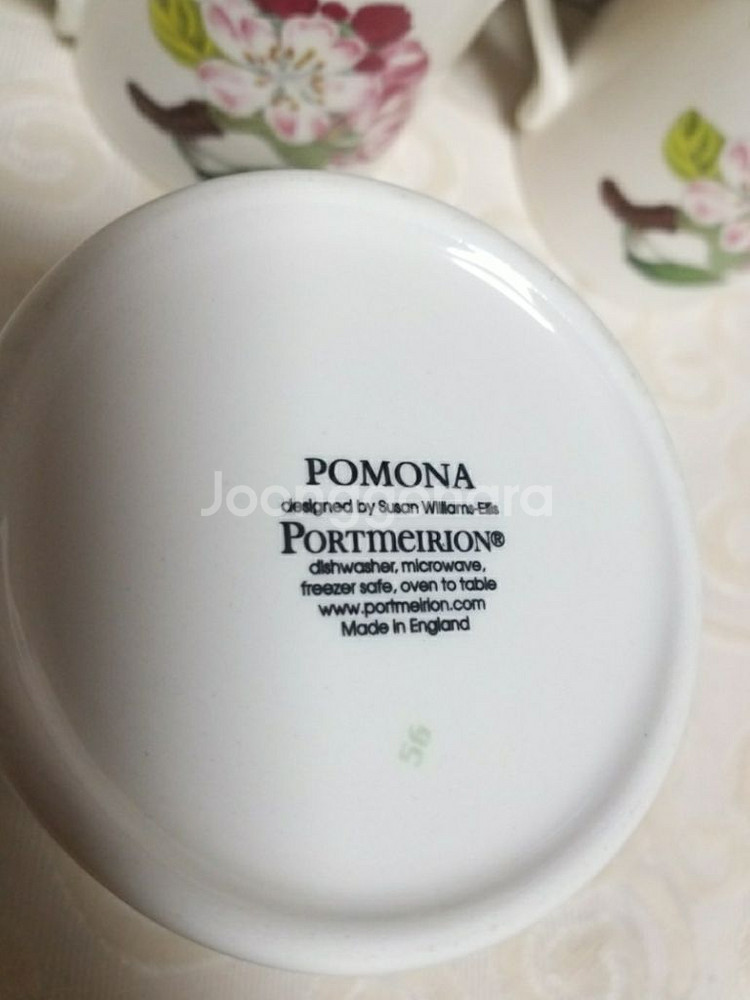 POMONA
Joonggonara
designed by Susan Williams-Ellis
PORTMEIRION®
dishwasher, microwave,
freezer safe, oven to table
www.portmeirion.com
Made in England
56